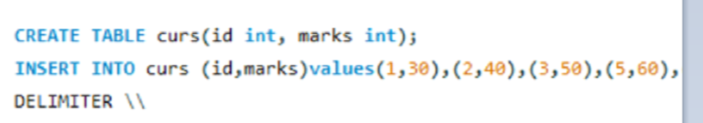 CREATE TABLE curs(id int, marks int);
INSERT INTO curs (id,marks)values(1,30),(2,40),(3,50),(5,60),
DELIMITER \\